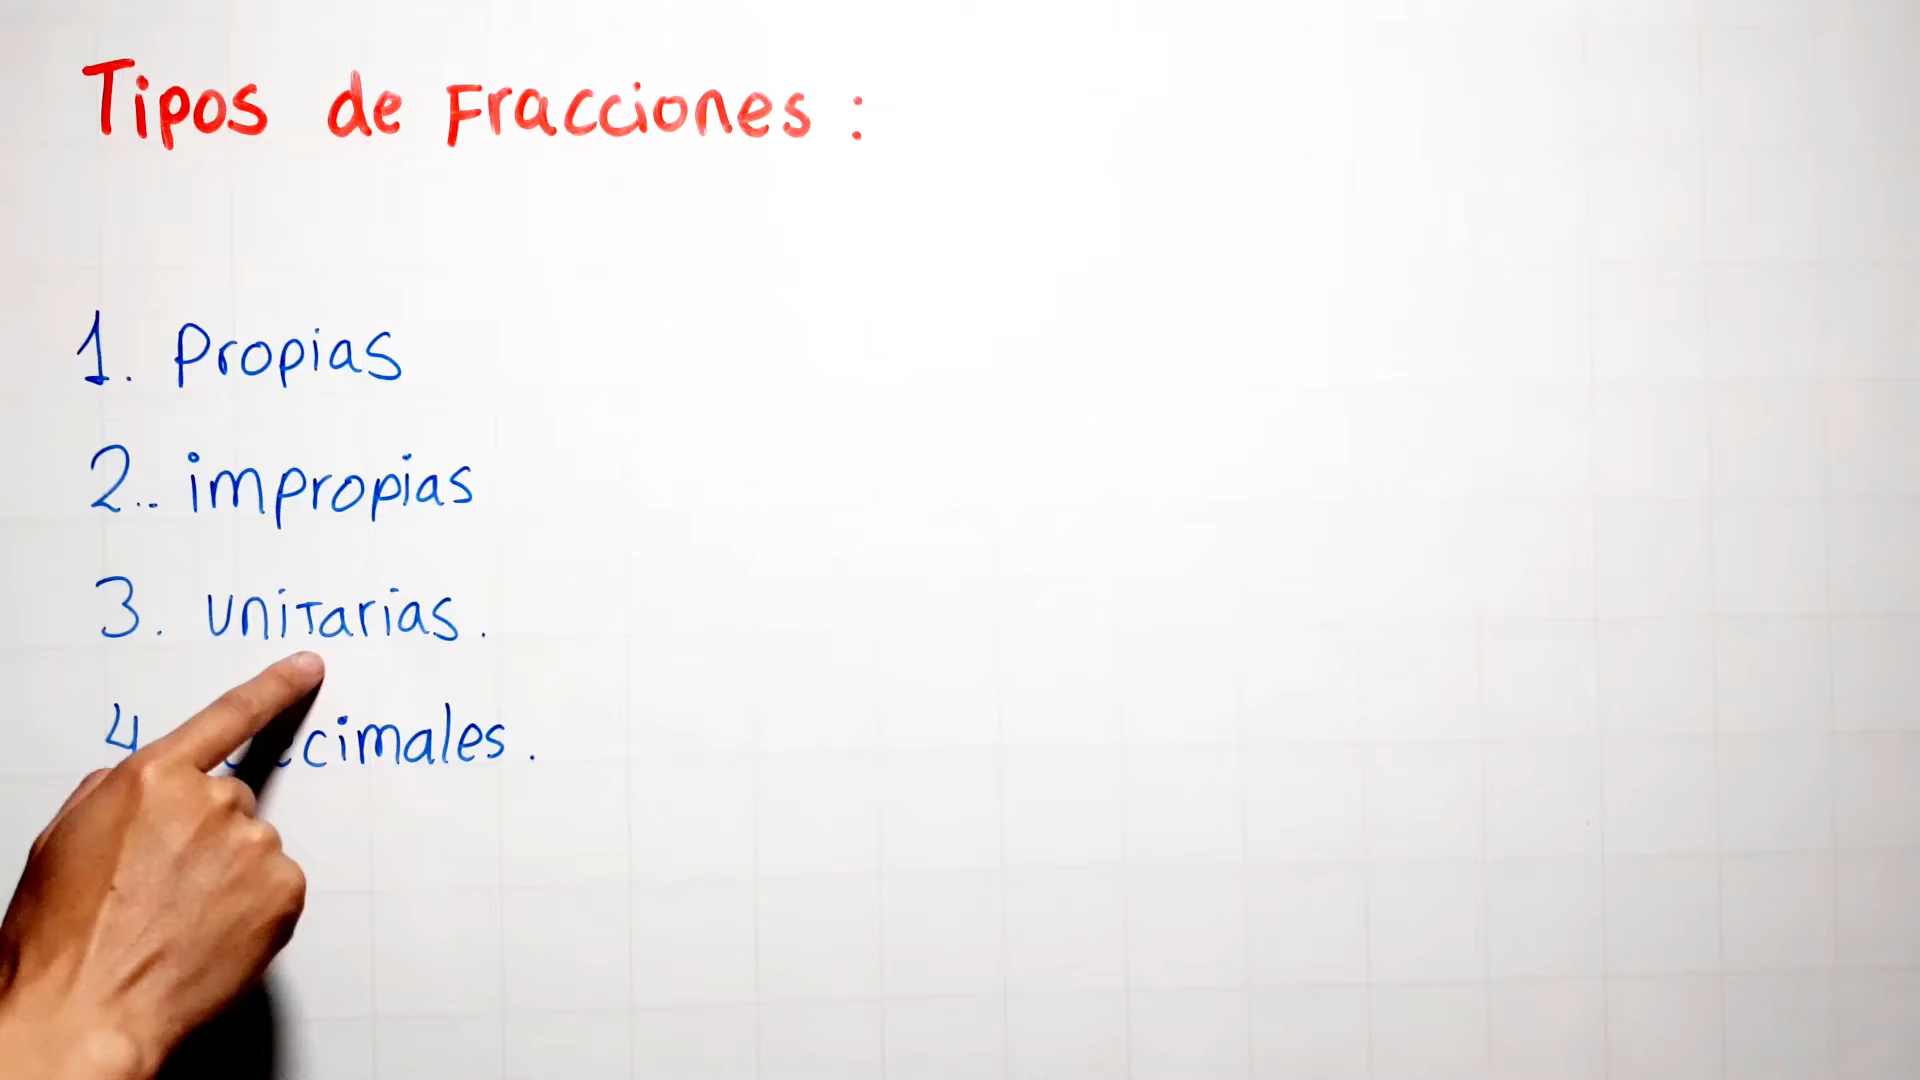 Tipos de Fracciones :
1. Propias
2.. impropias
3. unitarias.
4